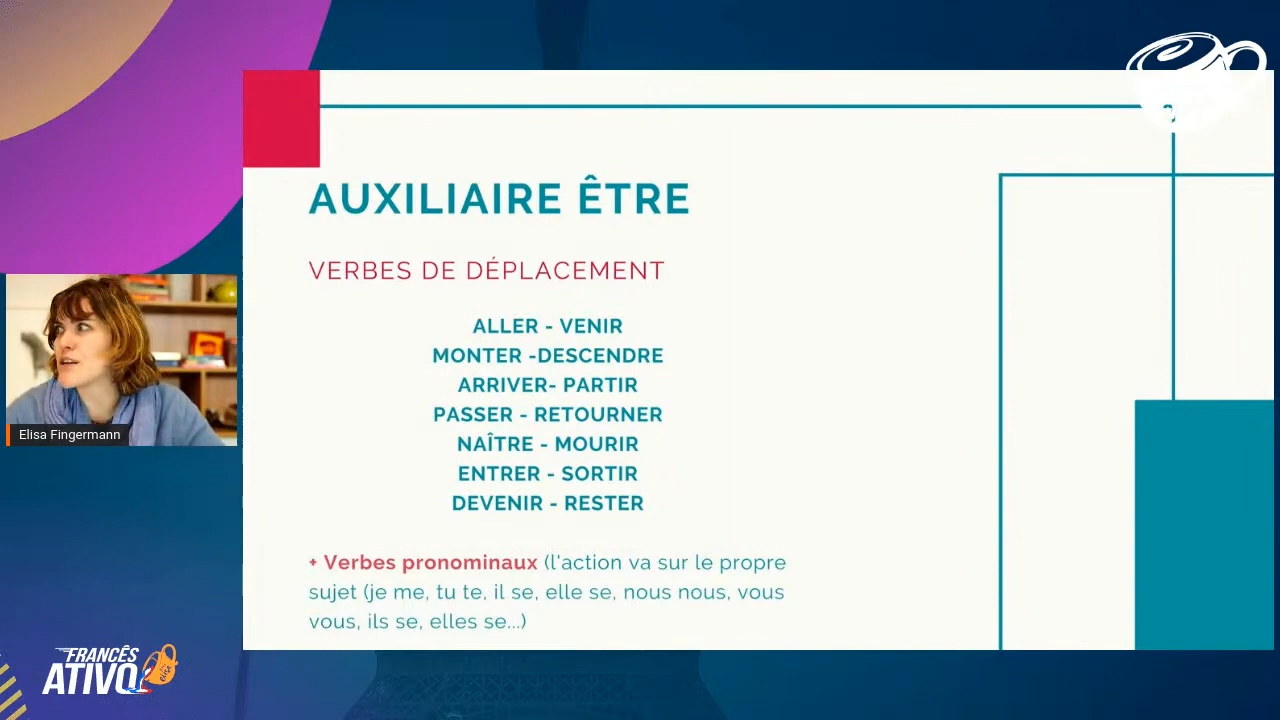 AUXILIAIRE ÊTRE
VERBES DE DÉPLACEMENT
ALLER - VENIR
MONTER -DESCENDRE
ARRIVER- PARTIR
PASSER - RETOURNER
NAÎTRE - MOURIR
ENTRER - SORTIR
DEVENIR - RESTER
+ Verbes pronominaux (l'action va sur le propre
sujet (je me, tu te, il se, elle se, nous nous, vous
vous, ils se, elles se...)
Elisa Fingermann
FRANCÊS
ATIVO